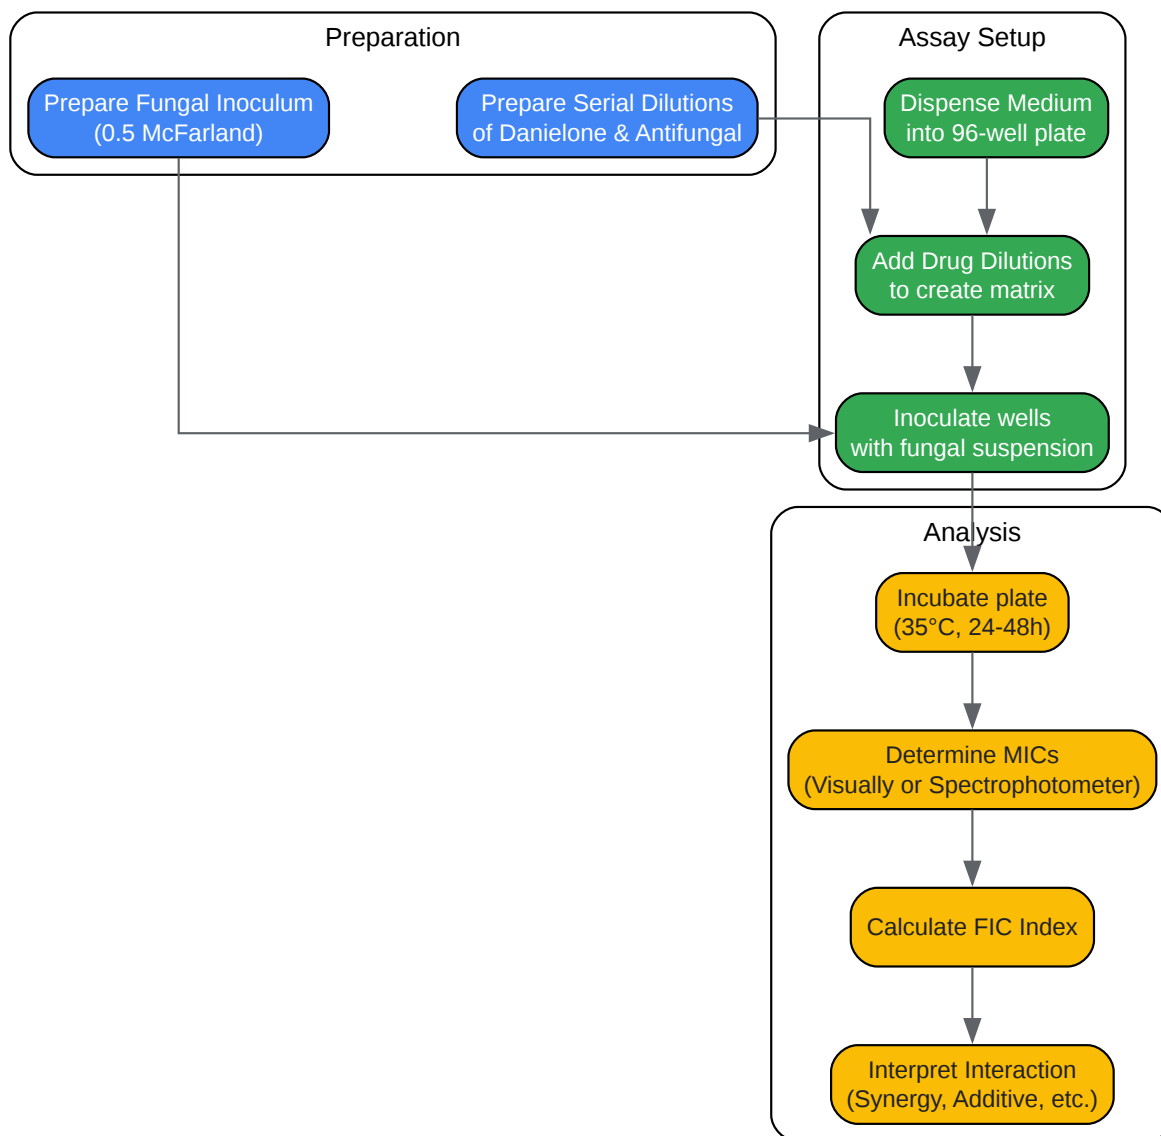 Preparation
Prepare Fungal Inoculum
(0.5 McFarland)
Prepare Serial Dilutions
of Danielone & Antifungal
Assay Setup
Dispense Medium
into 96-well plate
Add Drug Dilutions
to create matrix
Inoculate wells
with fungal suspension
Analysis
Incubate plate
(35°C, 24-48h)
Determine MICs
(Visually or Spectrophotometer)
Calculate FIC Index
Interpret Interaction
(Synergy, Additive, etc.)